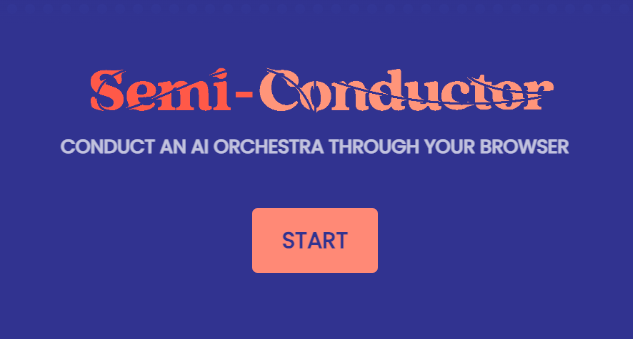 Semi-Conductor
CONDUCT AN AI ORCHESTRA THROUGH YOUR BROWSER
START